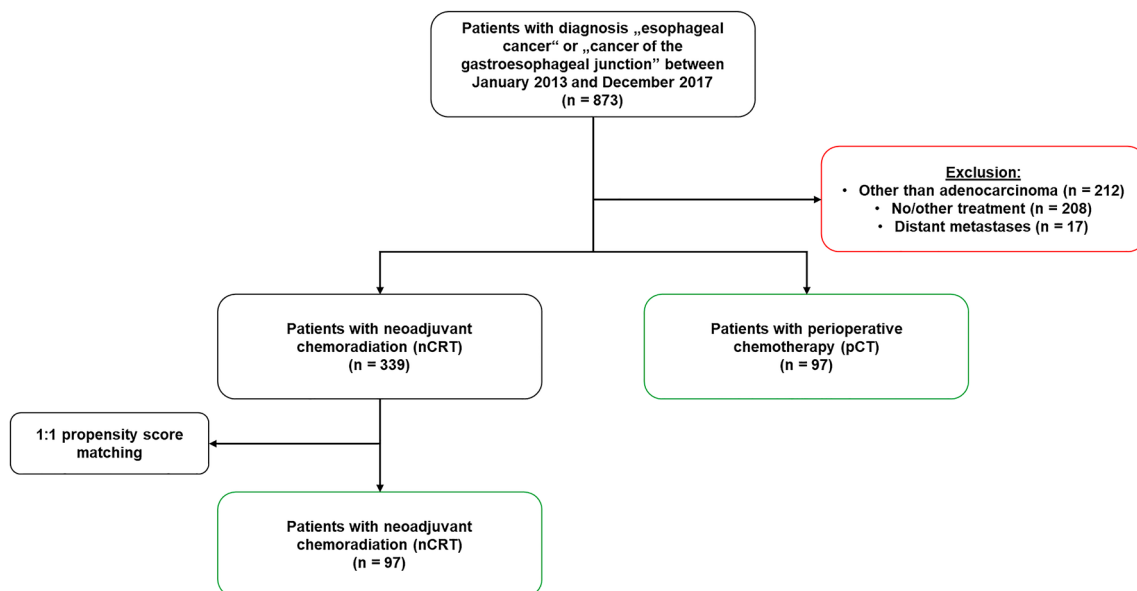 Patients with diagnosis „esophageal
cancer“ or „cancer of the
gastroesophageal junction” between
January 2013 and December 2017
(n = 873)
Exclusion:
• Other than adenocarcinoma (n = 212)
• No/other treatment (n = 208)
• Distant metastases (n = 17)
Patients with neoadjuvant
chemoradiation (nCRT)
(n = 339)
Patients with perioperative
chemotherapy (pCT)
(n = 97)
1:1 propensity score
matching
Patients with neoadjuvant
chemoradiation (nCRT)
(n = 97)